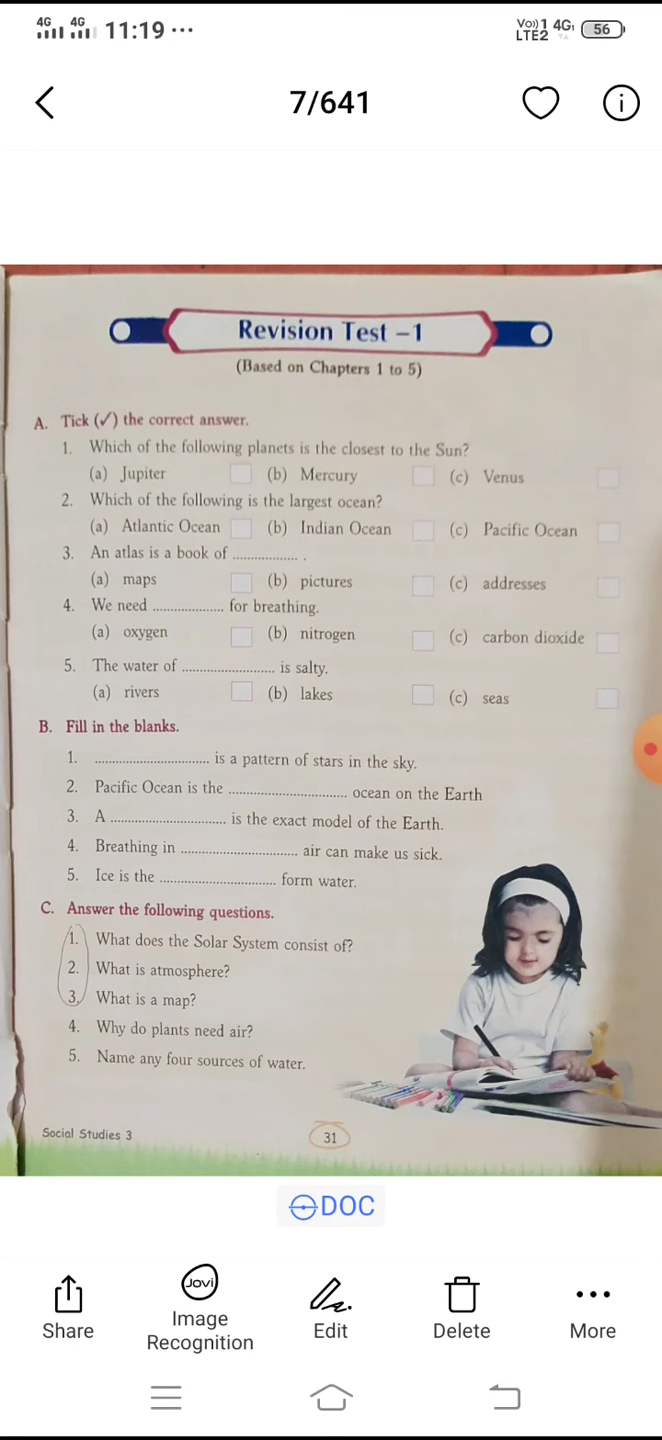 4G 4G 11:19 ... Vo)) 1 4G LTE2 56
7/641
Revision Test –1
(Based on Chapters 1 to 5)
A. Tick (✓) the correct answer.
1. Which of the following planets is the closest to the Sun?
(a) Jupiter (b) Mercury (c) Venus
2. Which of the following is the largest ocean?
(a) Atlantic Ocean (b) Indian Ocean (c) Pacific Ocean
3. An atlas is a book of .................. .
(a) maps (b) pictures (c) addresses
4. We need .................. for breathing.
(a) oxygen (b) nitrogen (c) carbon dioxide
5. The water of ........................ is salty.
(a) rivers (b) lakes (c) seas
B. Fill in the blanks.
1. .............................. is a pattern of stars in the sky.
2. Pacific Ocean is the .............................. ocean on the Earth
3. A .............................. is the exact model of the Earth.
4. Breathing in .............................. air can make us sick.
5. Ice is the .............................. form water.
C. Answer the following questions.
1. What does the Solar System consist of?
2. What is atmosphere?
3. What is a map?
4. Why do plants need air?
5. Name any four sources of water.
Social Studies 3 31
DOC
Share Jovi Image Recognition Edit Delete More